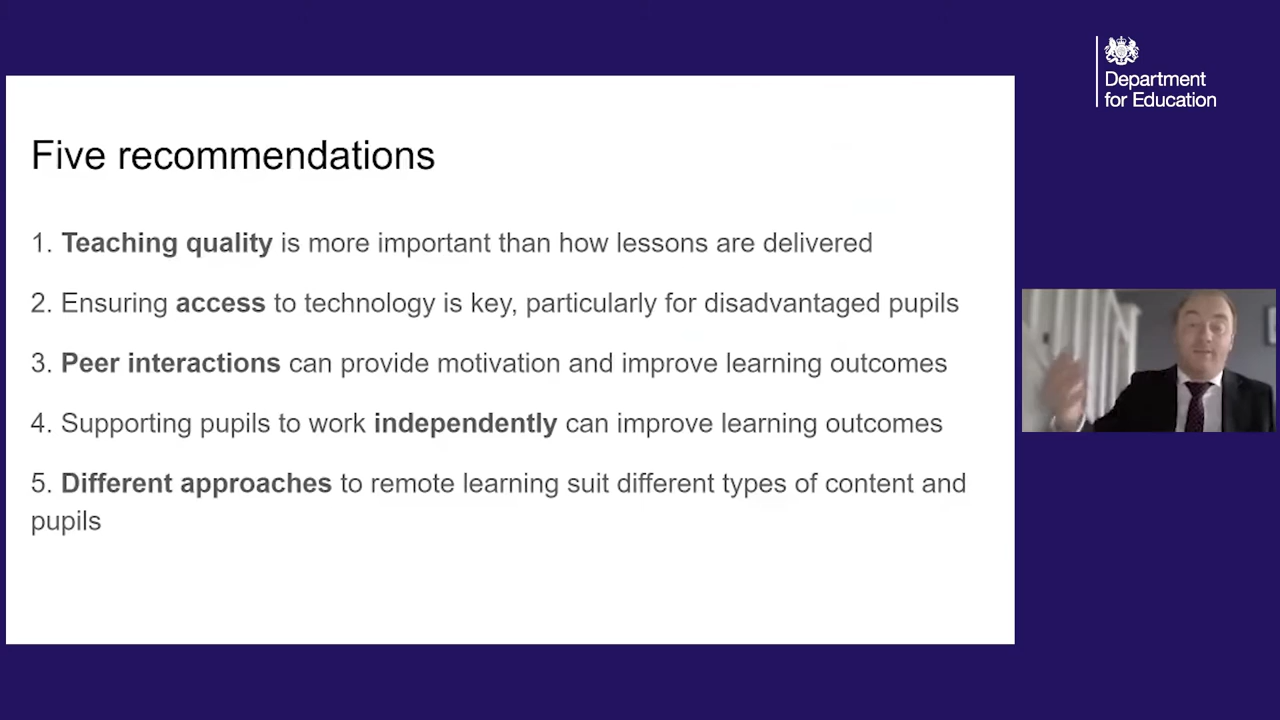 Department
for Education
Five recommendations
1. Teaching quality is more important than how lessons are delivered
2. Ensuring access to technology is key, particularly for disadvantaged pupils
3. Peer interactions can provide motivation and improve learning outcomes
4. Supporting pupils to work independently can improve learning outcomes
5. Different approaches to remote learning suit different types of content and
pupils